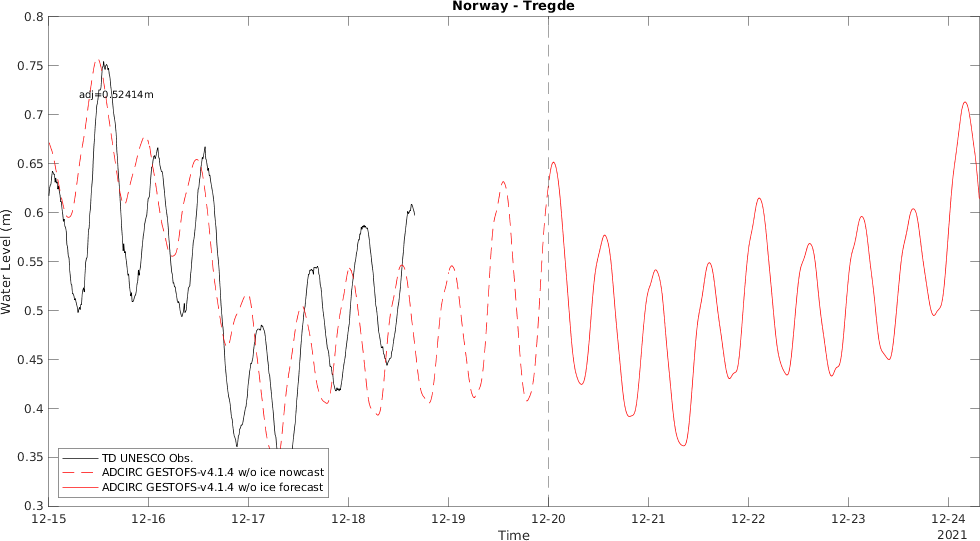 Norway - Tregde
0.8
0.75
0.7
0.65
0.6
0.55
0.5
0.45
0.4
0.35
0.3
Water Level (m)
adj=0.52414m
TD UNESCO Obs.
ADCIRC GESTOFS-v4.1.4 w/o ice nowcast
ADCIRC GESTOFS-v4.1.4 w/o ice forecast
12-15 12-16 12-17 12-18 12-19 12-20 12-21 12-22 12-23 12-24
Time
2021